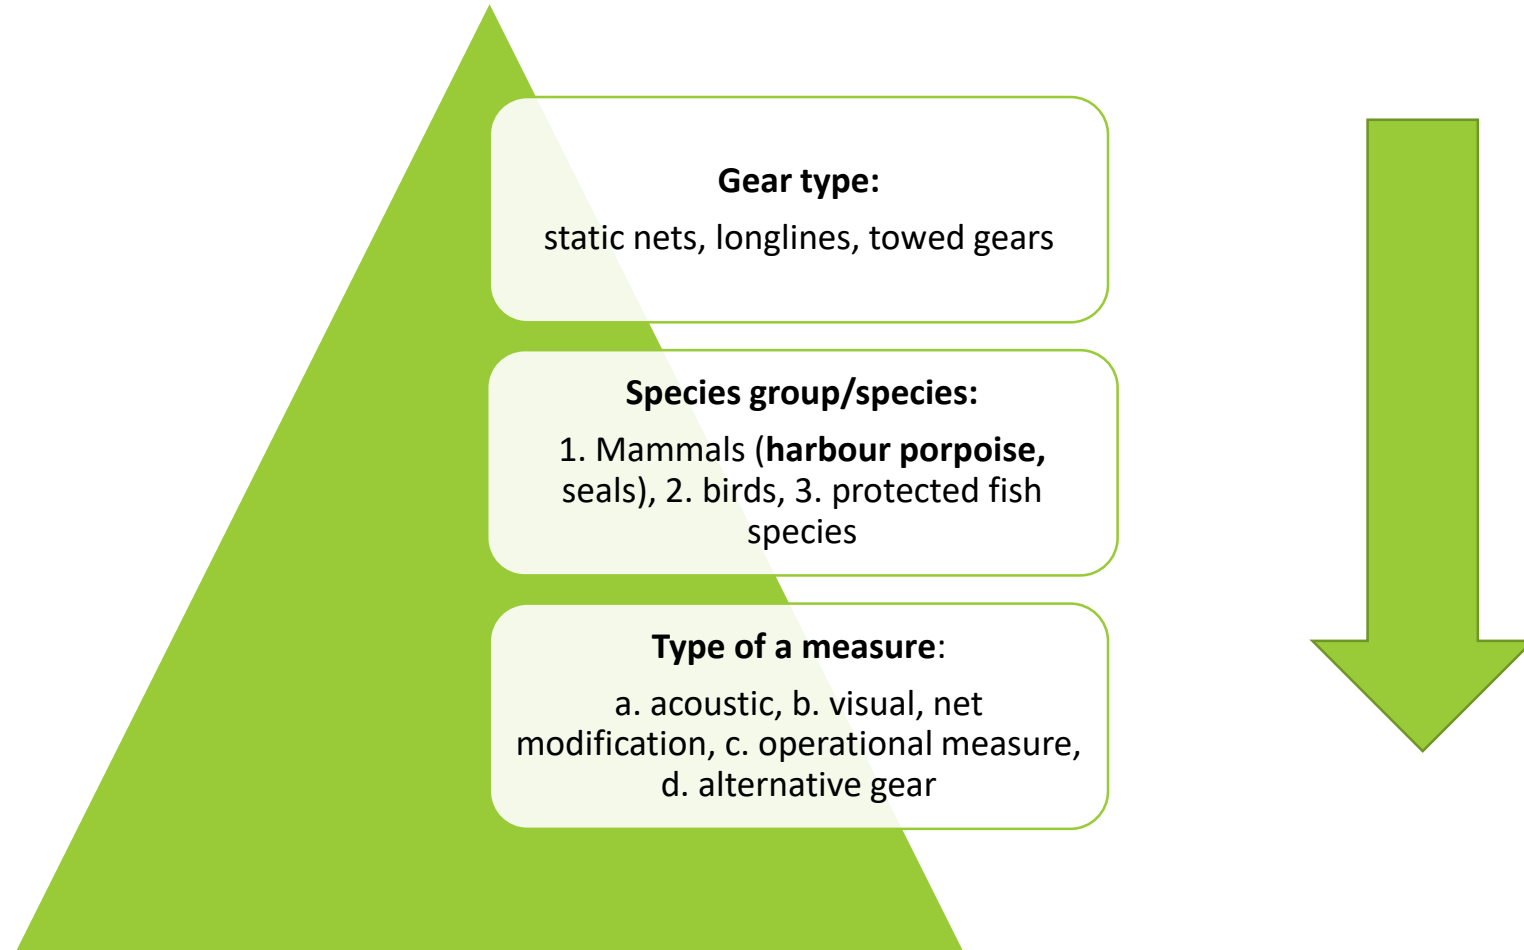 Gear type:
static nets, longlines, towed gears
Species group/species:
1. Mammals (harbour porpoise,
seals), 2. birds, 3. protected fish
species
Type of a measure:
a. acoustic, b. visual, net
modification, c. operational measure,
d. alternative gear